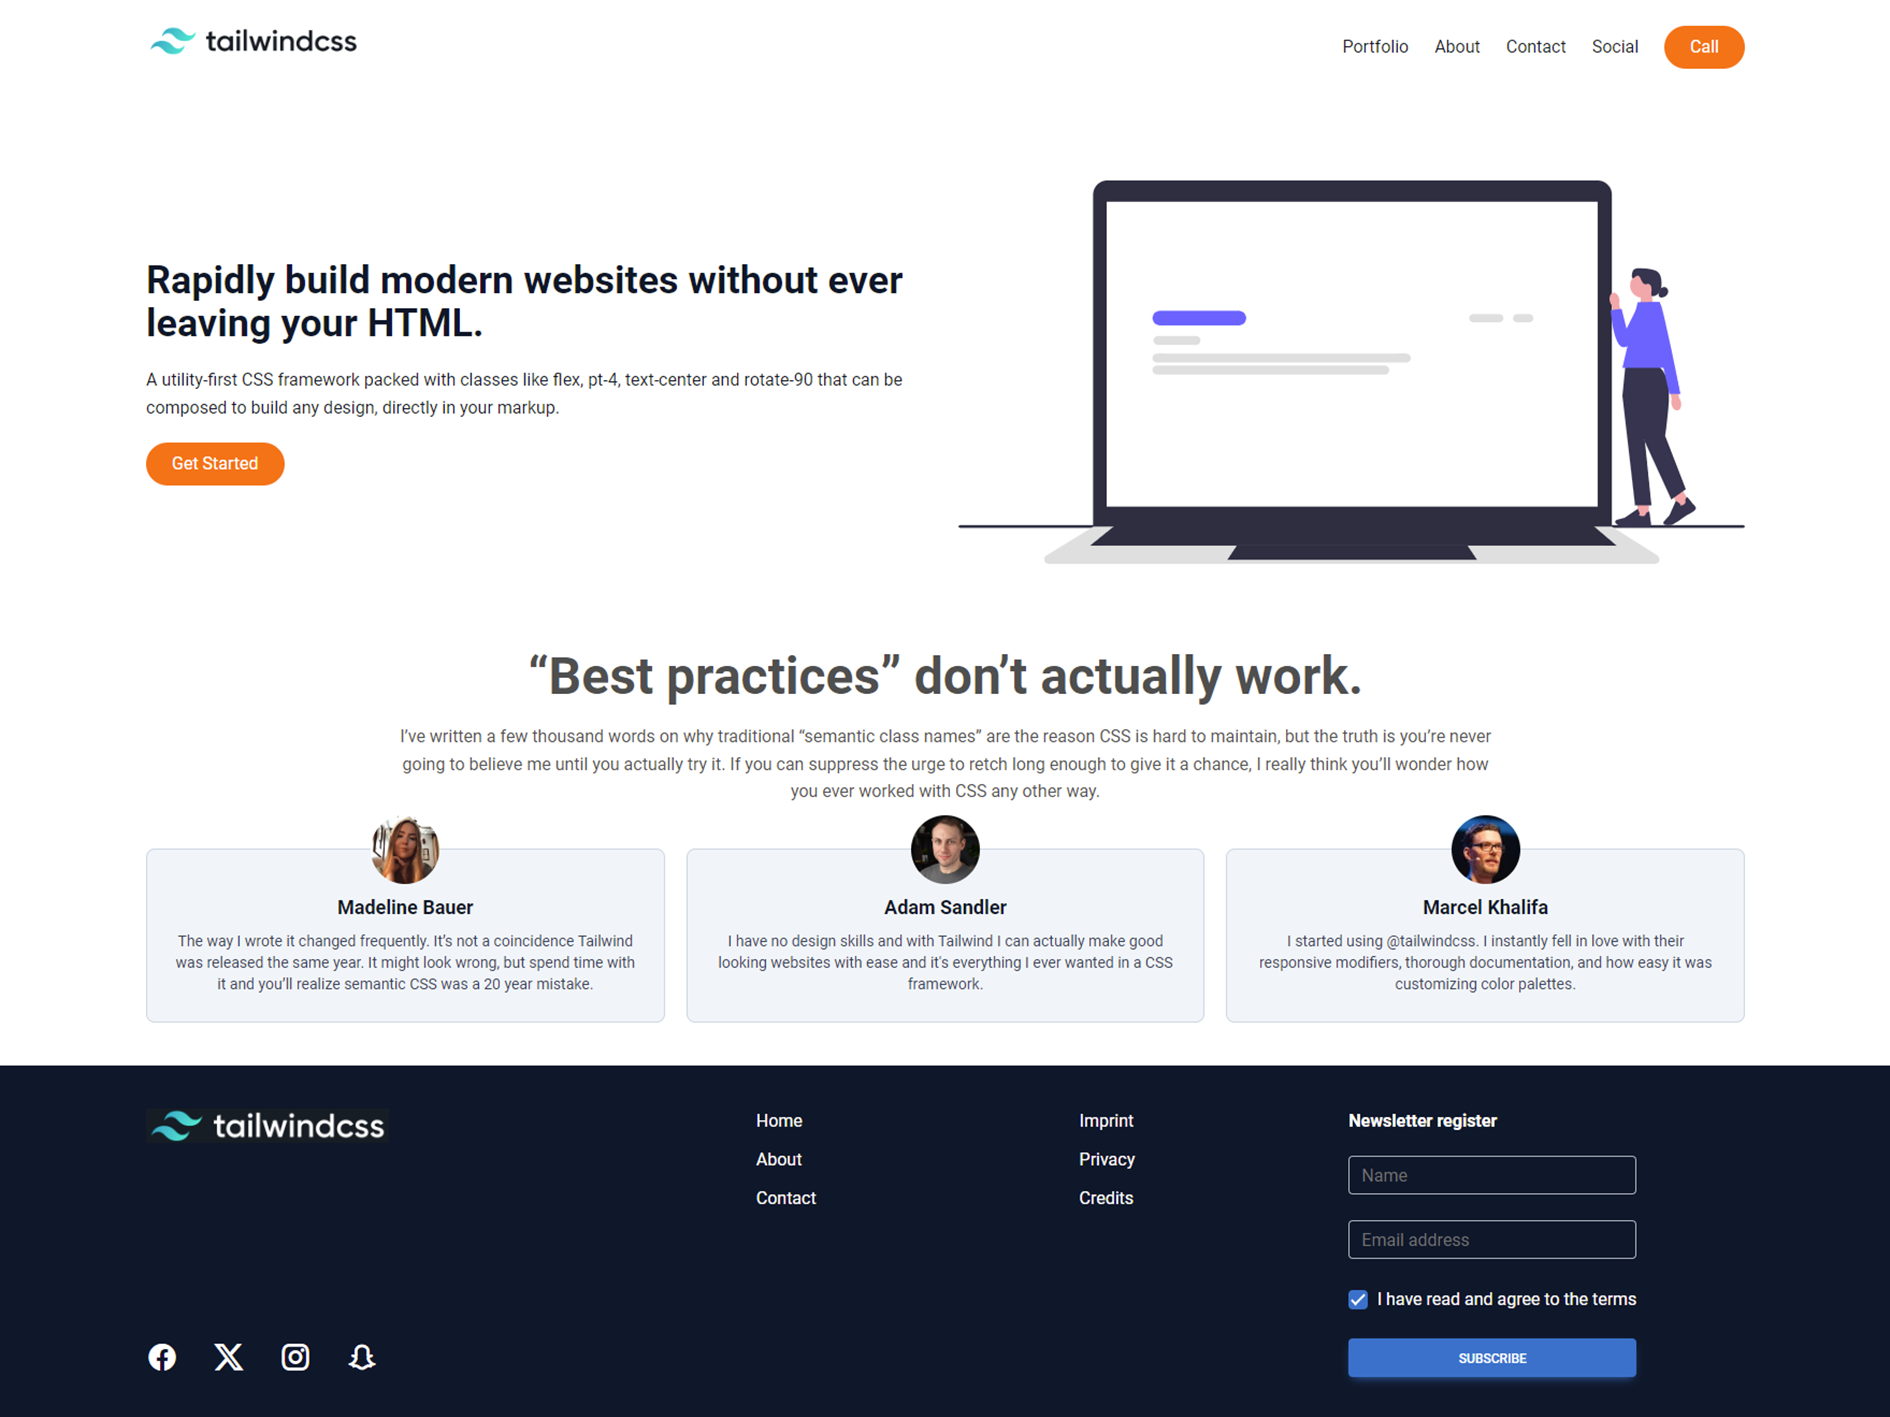 tailwindcss
Portfolio About Contact Social Call
Rapidly build modern websites without ever
leaving your HTML.
A utility-first CSS framework packed with classes like flex, pt-4, text-center and rotate-90 that can be
composed to build any design, directly in your markup.
Get Started
“Best practices” don’t actually work.
I’ve written a few thousand words on why traditional “semantic class names” are the reason CSS is hard to maintain, but the truth is you’re never
going to believe me until you actually try it. If you can suppress the urge to retch long enough to give it a chance, I really think you’ll wonder how
you ever worked with CSS any other way.
Madeline Bauer
The way I wrote it changed frequently. It’s not a coincidence Tailwind
was released the same year. It might look wrong, but spend time with
it and you’ll realize semantic CSS was a 20 year mistake.
Adam Sandler
I have no design skills and with Tailwind I can actually make good
looking websites with ease and it's everything I ever wanted in a CSS
framework.
Marcel Khalifa
I started using @tailwindcss. I instantly fell in love with their
responsive modifiers, thorough documentation, and how easy it was
customizing color palettes.
tailwindcss
Home
About
Contact
Imprint
Privacy
Credits
Newsletter register
Name
Email address
I have read and agree to the terms
SUBSCRIBE